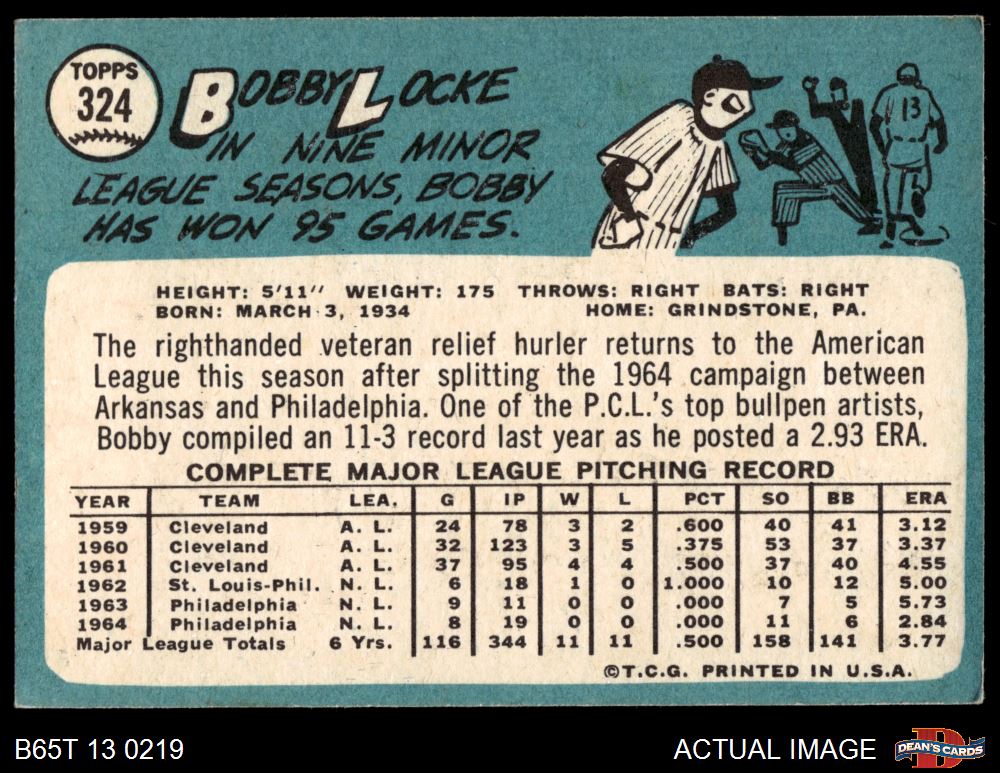 TOPPS
324
BOBBY LOCKE
IN NINE MINOR
LEAGUE SEASONS, BOBBY
HAS WON 95 GAMES.
13
HEIGHT: 5'11" WEIGHT: 175 THROWS: RIGHT BATS: RIGHT
BORN: MARCH 3, 1934 HOME: GRINDSTONE, PA.
The righthanded veteran relief hurler returns to the American
League this season after splitting the 1964 campaign between
Arkansas and Philadelphia. One of the P.C.L.'s top bullpen artists,
Bobby compiled an 11-3 record last year as he posted a 2.93 ERA.
COMPLETE MAJOR LEAGUE PITCHING RECORD
YEAR TEAM LEA. G IP W L PCT SO BB ERA
1959 Cleveland A. L. 24 78 3 2 .600 40 41 3.12
1960 Cleveland A. L. 32 123 3 5 .375 53 37 3.37
1961 Cleveland A. L. 37 95 4 4 .500 37 40 4.55
1962 St. Louis-Phil. N. L. 6 18 1 0 1.000 10 12 5.00
1963 Philadelphia N. L. 9 11 0 0 .000 7 5 5.73
1964 Philadelphia N. L. 8 19 0 0 .000 11 6 2.84
Major League Totals 6 Yrs. 116 344 11 11 .500 158 141 3.77
©T.C.G. PRINTED IN U.S.A.
B65T 13 0219 ACTUAL IMAGE D DEAN'S CARDS